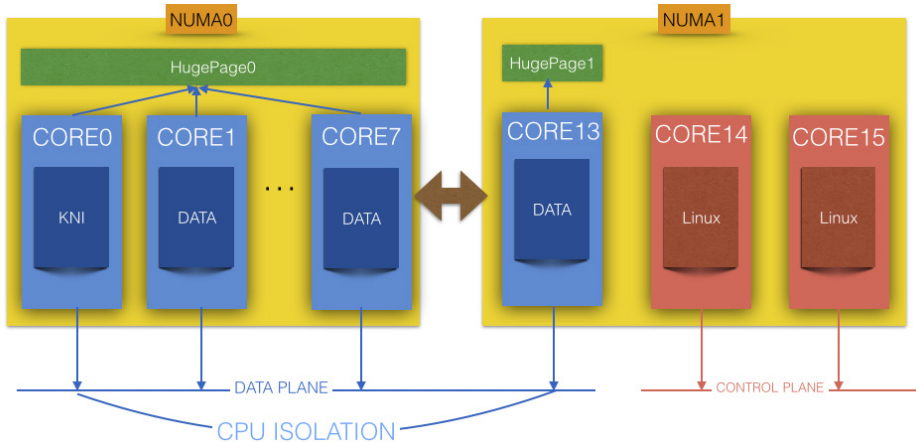 NUMA0
NUMA1
HugePage0
HugePage1
CORE0
CORE1
CORE7
CORE13
CORE14
CORE15
...
KNI
DATA
DATA
DATA
Linux
Linux
DATA PLANE
CONTROL PLANE
CPU ISOLATION